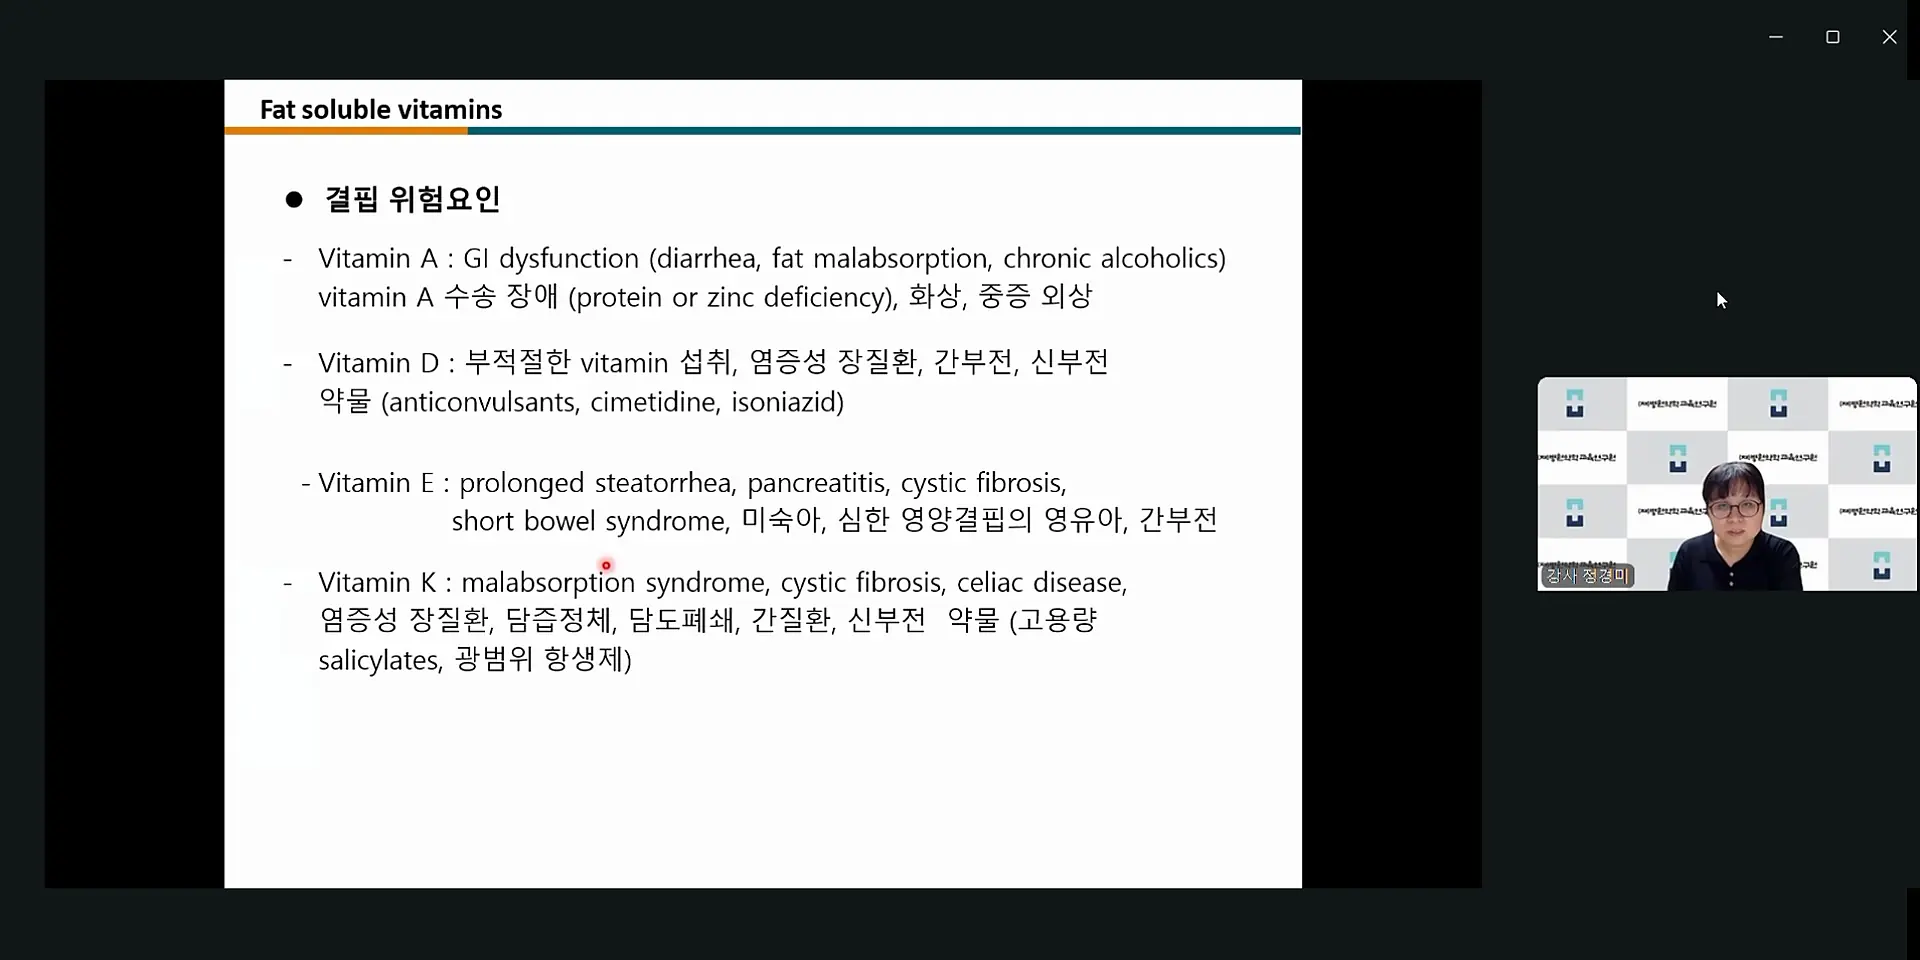 Fat soluble vitamins
● 결핍 위험요인
- Vitamin A : GI dysfunction (diarrhea, fat malabsorption, chronic alcoholics)
vitamin A 수송 장애 (protein or zinc deficiency), 화상, 중증 외상
- Vitamin D : 부적절한 vitamin 섭취, 염증성 장질환, 간부전, 신부전
약물 (anticonvulsants, cimetidine, isoniazid)
- Vitamin E : prolonged steatorrhea, pancreatitis, cystic fibrosis,
short bowel syndrome, 미숙아, 심한 영양결핍의 영유아, 간부전
- Vitamin K : malabsorption syndrome, cystic fibrosis, celiac disease,
염증성 장질환, 담즙정체, 담도폐쇄, 간질환, 신부전 약물 (고용량
salicylates, 광범위 항생제)
강사 정경미